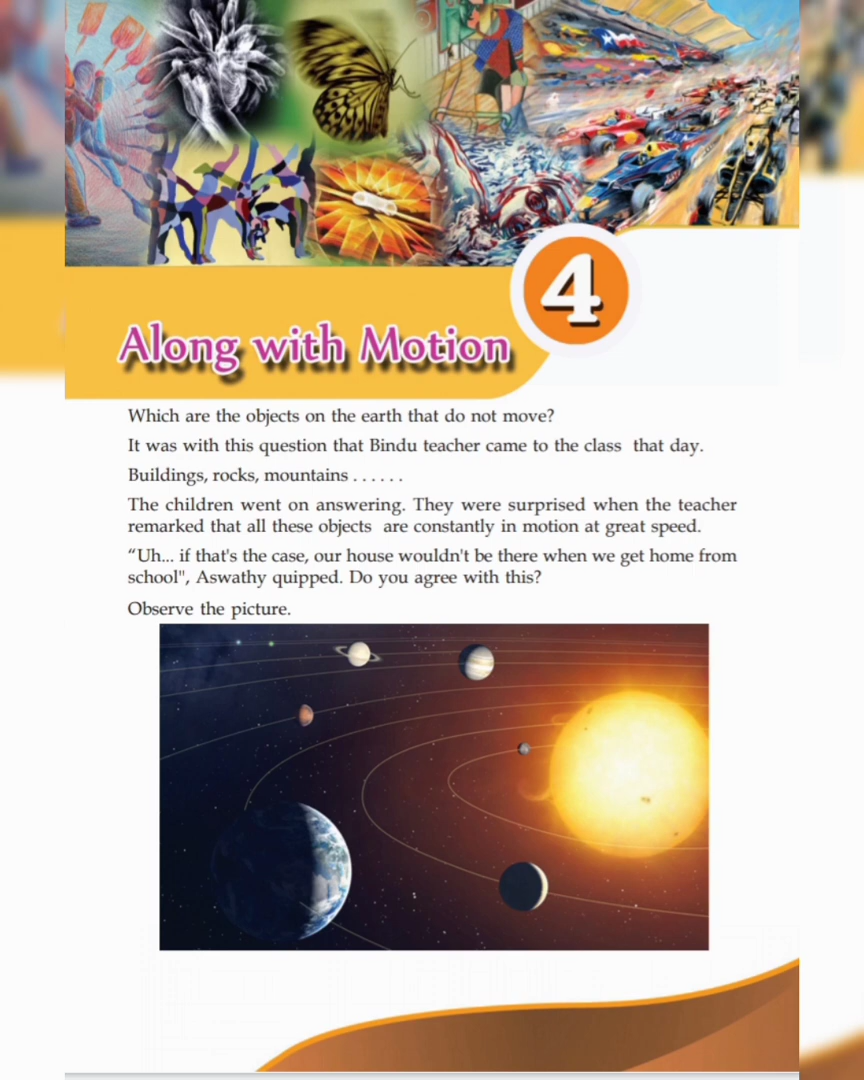 4
Along with Motion
Which are the objects on the earth that do not move?
It was with this question that Bindu teacher came to the class that day.
Buildings, rocks, mountains . . . . . .
The children went on answering. They were surprised when the teacher
remarked that all these objects are constantly in motion at great speed.
“Uh... if that's the case, our house wouldn't be there when we get home from
school", Aswathy quipped. Do you agree with this?
Observe the picture.